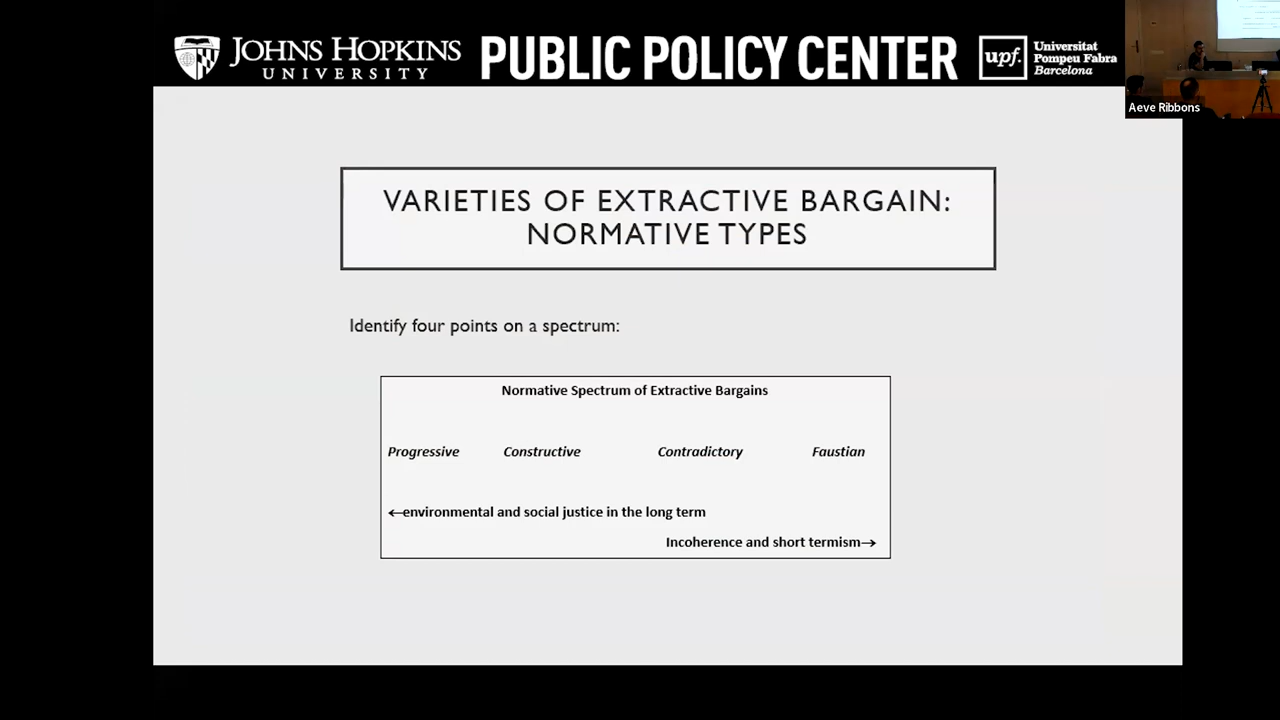 JOHNS HOPKINS
UNIVERSITY
PUBLIC POLICY CENTER
upf.
Universitat
Pompeu Fabra
Barcelona
Aeve Ribbons
VARIETIES OF EXTRACTIVE BARGAIN:
NORMATIVE TYPES
Identify four points on a spectrum:
Normative Spectrum of Extractive Bargains
Progressive Constructive Contradictory Faustian
←environmental and social justice in the long term
Incoherence and short termism→